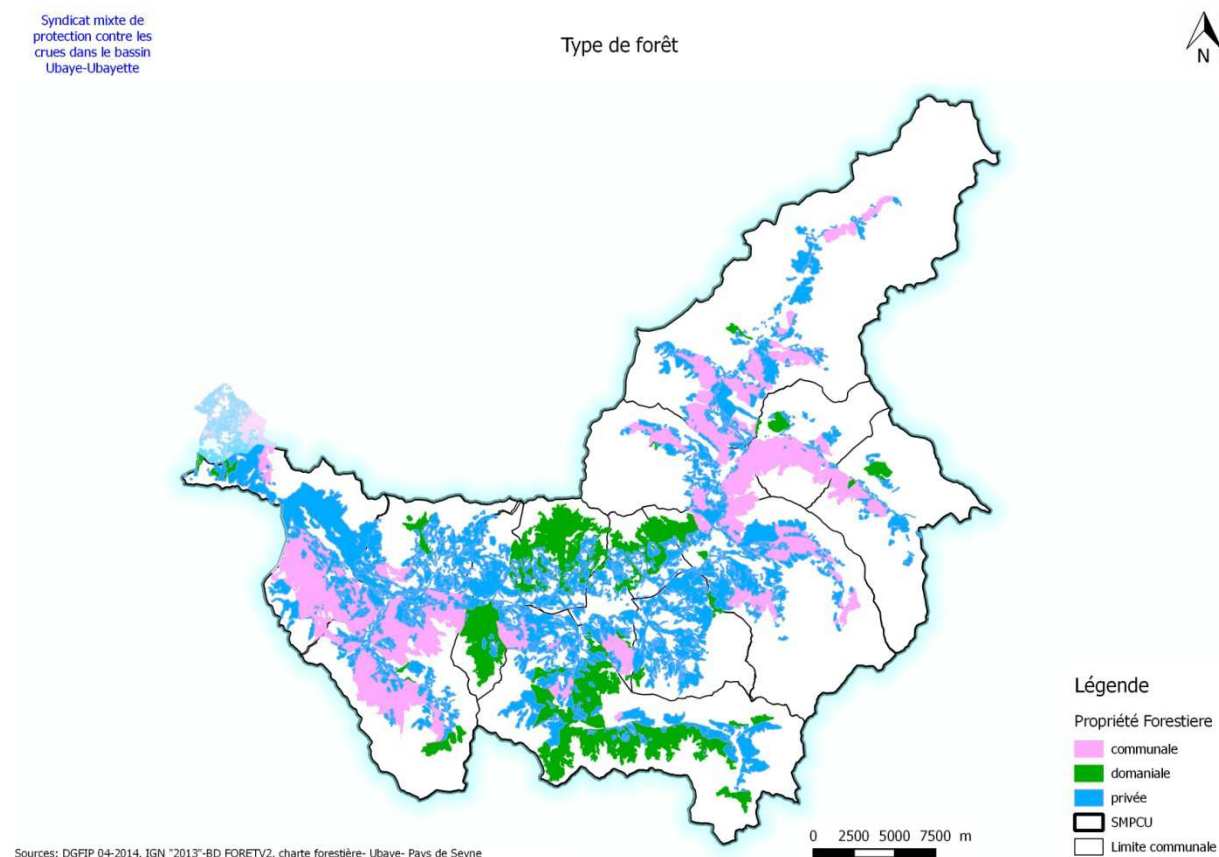 Syndicat mixte de
protection contre les
crues dans le bassin
Ubaye-Ubayette
Type de forêt
N
Légende
Propriété Forestiere
communale
domaniale
privée
SMPCU
Limite communale
0 2500 5000 7500 m
Sources: DGFIP 04-2014, IGN "2013"-BD FORETV2, charte forestière- Ubaye- Pays de Seyne